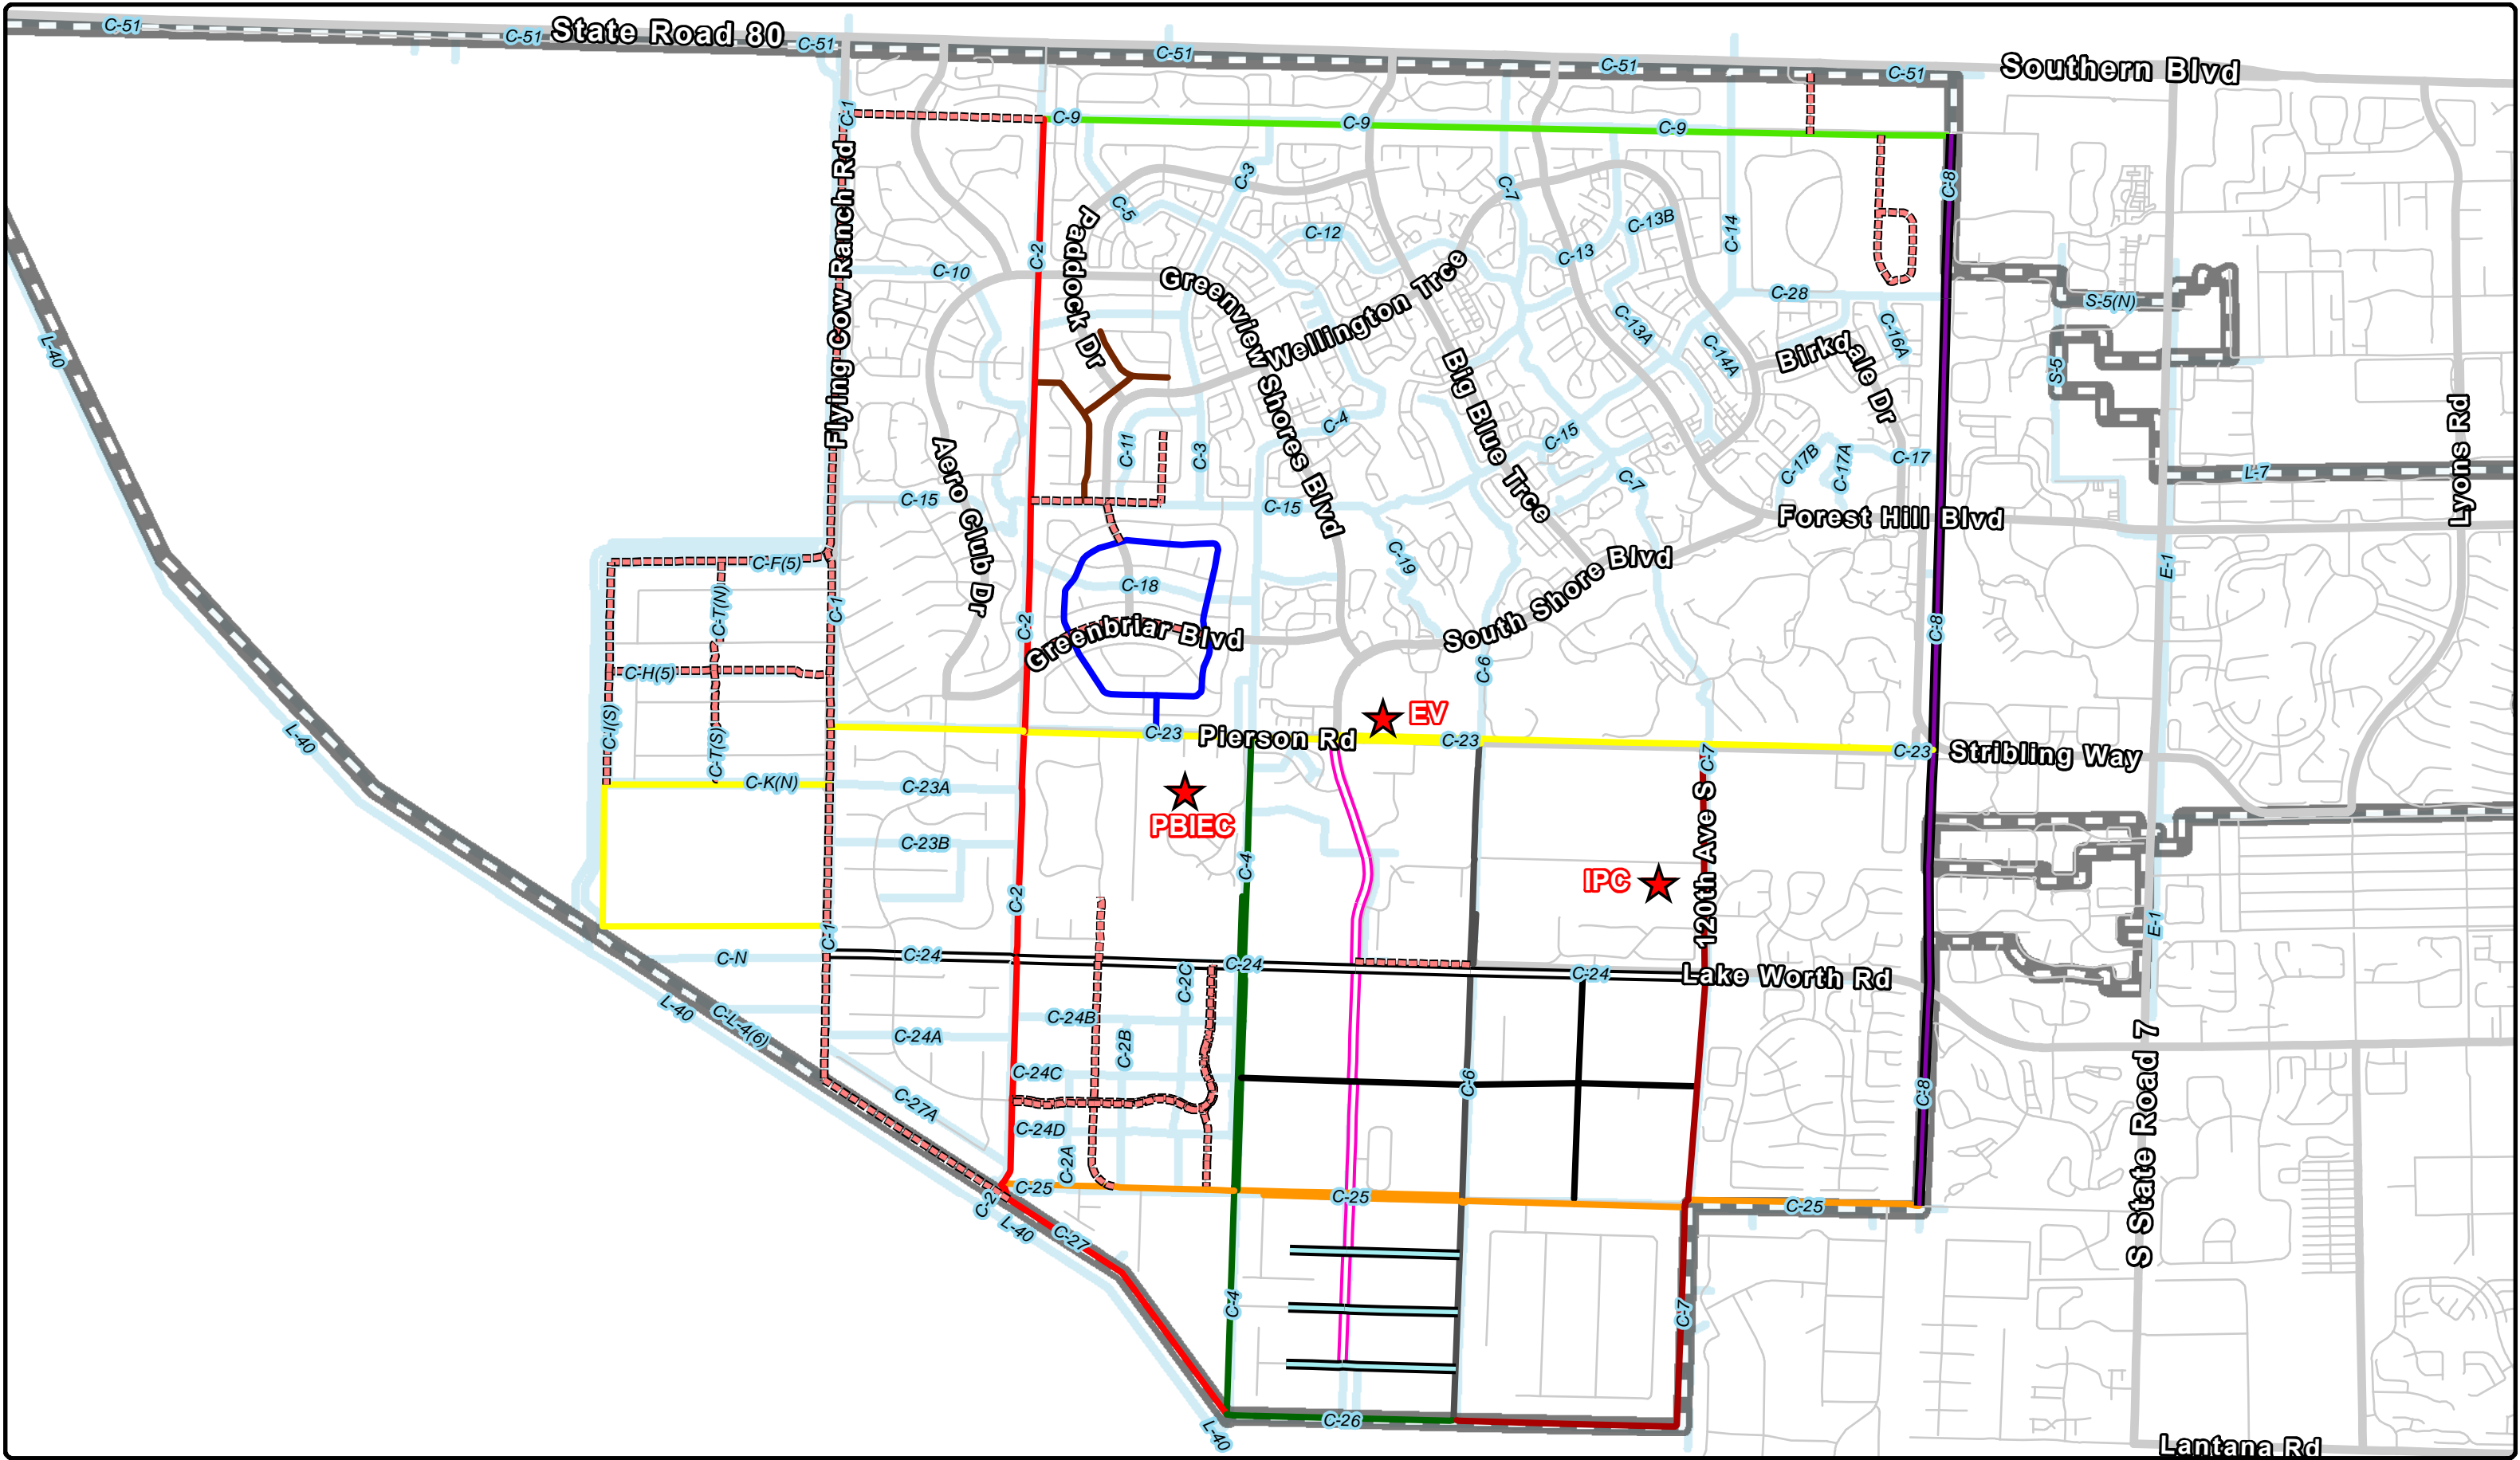 C-51
C-51
State Road 80
C-51
C-51
C-51
C-51
Southern Blvd
C-1
C-9
C-9
C-9
Flying Cow Ranch Rd
C-2
Paddock Dr
C-5
C-3
C-12
C-7
C-13
C-13B
C-14
C-8
C-10
Greenview Shores Blvd
Wellington Trce
C-28
S-5(N)
L-40
C-13A
C-14A
Birkdale Dr
C-16A
S-5
Big Blue Trce
Lyons Rd
Aero Club Dr
C-11
C-3
C-4
C-15
C-17B
C-17A
C-17
L-7
C-15
C-15
C-7
Forest Hill Blvd
C-F(5)
C-T(N)
C-1
C-18
C-19
South Shore Blvd
E-1
C-2
Greenbriar Blvd
C-6
C-8
C-H(5)
L-40
C-I(S)
C-T(S)
EV
C-23
Pierson Rd
C-23
C-7
C-23
Stribling Way
C-K(N)
C-23A
PBIEC
C-23B
C-4
120th Ave S
IPC
C-2
E-1
C-1
C-N
C-24
C-24
C-24
Lake Worth Rd
C-2C
L-40
C-L-4(6)
C-24A
C-24B
C-2B
C-24C
C-6
C-8
C-27A
C-24D
C-2A
S State Road 7
C-25
C-25
C-25
C-2
L-40
C-27
C-4
C-7
C-26
L-40
Lantana Rd